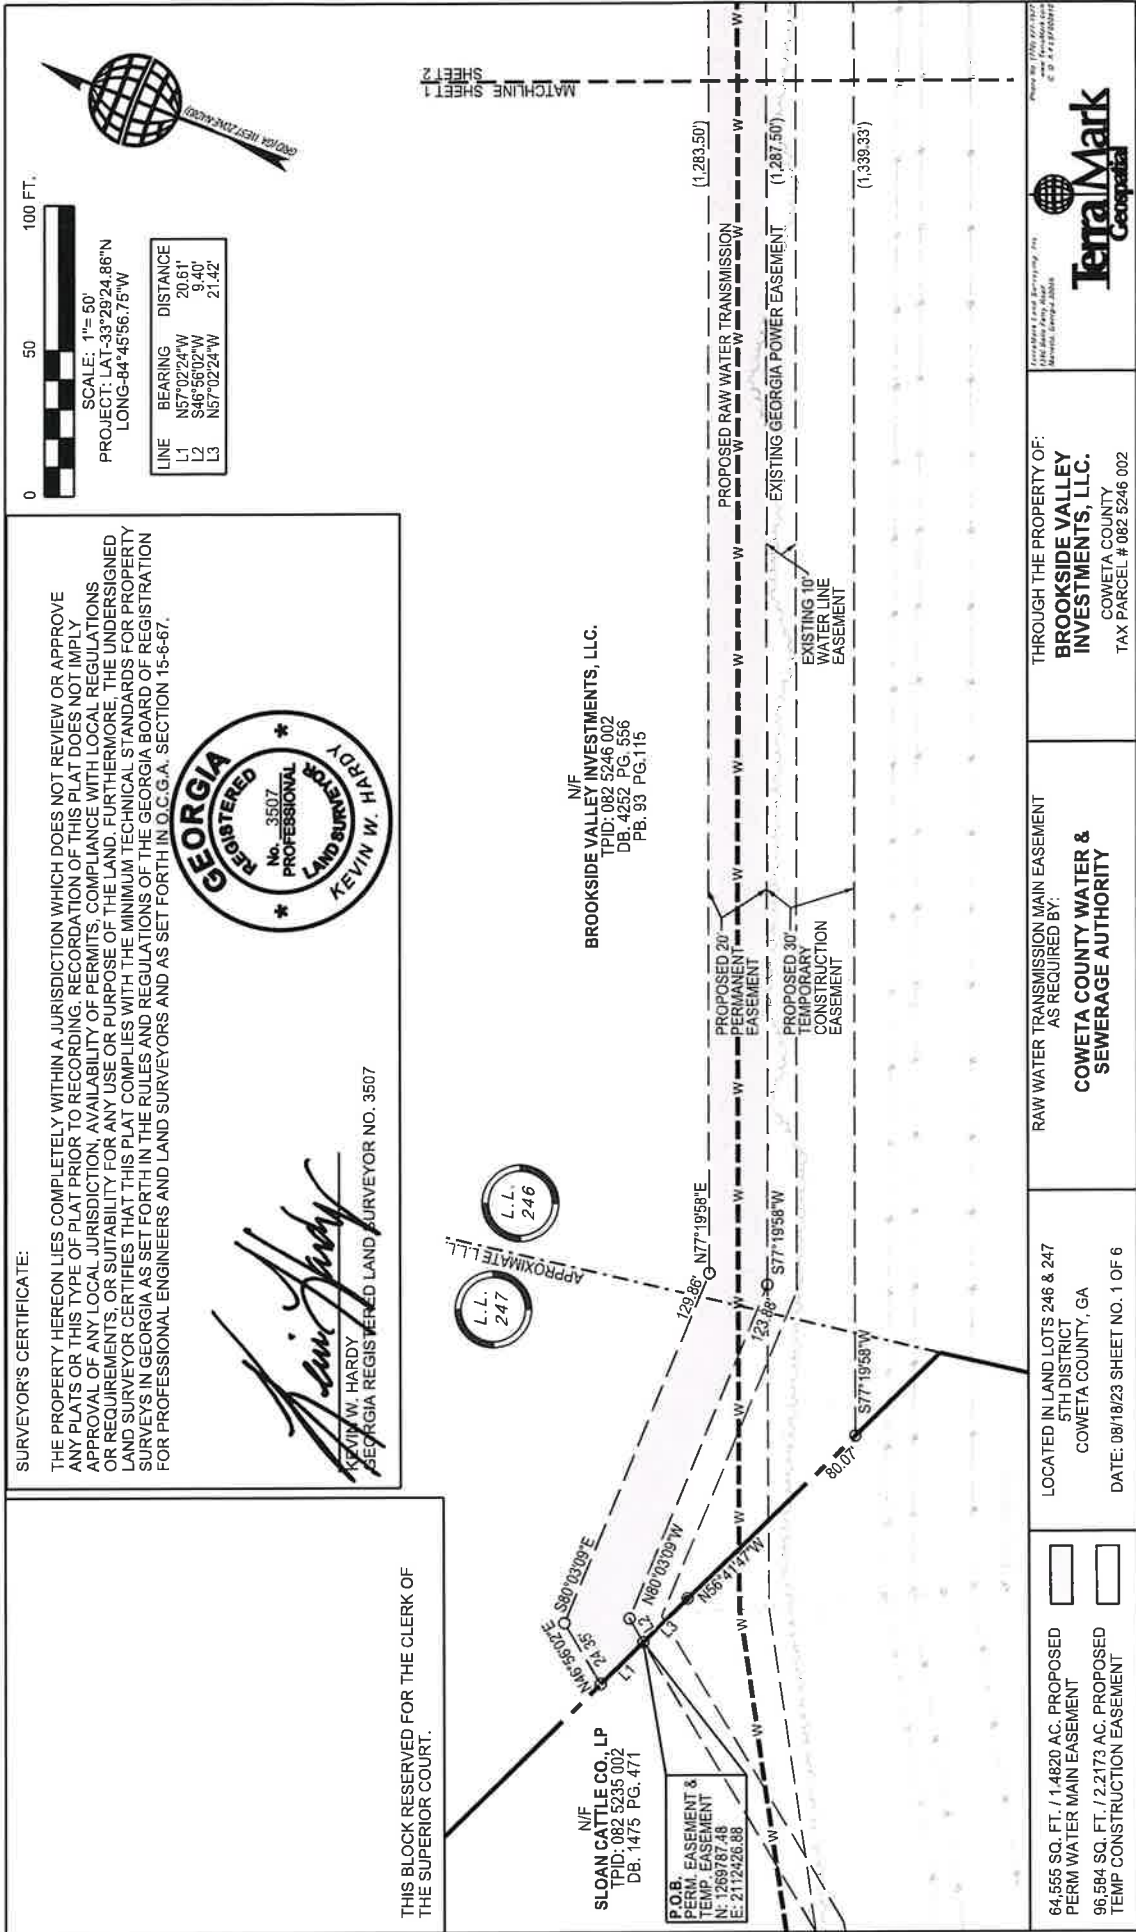 THIS BLOCK RESERVED FOR THE CLERK OF
THE SUPERIOR COURT.
SURVEYOR'S CERTIFICATE:
THE PROPERTY HEREON LIES COMPLETELY WITHIN A JURISDICTION WHICH DOES NOT REVIEW OR APPROVE
ANY PLATS OR THIS TYPE OF PLAT PRIOR TO RECORDING. RECORDATION OF THIS PLAT DOES NOT IMPLY
APPROVAL OF ANY LOCAL JURISDICTION, AVAILABILITY OF PERMITS, COMPLIANCE WITH LOCAL REGULATIONS
OR REQUIREMENTS, OR SUITABILITY FOR ANY USE OR PURPOSE OF THE LAND. FURTHERMORE, THE UNDERSIGNED
LAND SURVEYOR CERTIFIES THAT THIS PLAT COMPLIES WITH THE MINIMUM TECHNICAL STANDARDS FOR PROPERTY
SURVEYS IN GEORGIA AS SET FORTH IN THE RULES AND REGULATIONS OF THE GEORGIA BOARD OF REGISTRATION
FOR PROFESSIONAL ENGINEERS AND LAND SURVEYORS AND AS SET FORTH IN O.C.G.A. SECTION 15-6-67.
KEVIN W. HARDY
GEORGIA REGISTERED LAND SURVEYOR NO. 3507
GEORGIA
REGISTERED
No. 3507
PROFESSIONAL
LAND SURVEYOR
KEVIN W. HARDY
0 50 100 FT.
SCALE: 1"= 50'
PROJECT: LAT-33°29'24.86"N
LONG-84°45'56.75"W
LINE BEARING DISTANCE
L1 N57°02'24"W 20.61'
L2 S46°56'02"W 9.40'
L3 N57°02'24"W 21.42'
GRID (GA WEST ZONE-NAD83)
MATCHLINE SHEET 1
SHEET 2
L.L.
247
L.L.
246
APPROXIMATE L.L.L.
N/F
SLOAN CATTLE CO., LP
TPID: 082 5235 002
DB. 1475 PG. 471
N/F
BROOKSIDE VALLEY INVESTMENTS, LLC.
TPID: 082 5246 002
DB. 4252 PG. 556
PB. 93 PG.115
P.O.B.
PERM. EASEMENT &
TEMP. EASEMENT
N: 1269787.48
E: 2112426.88
N46°56'02"E
24.35'
S80°03'09"E
129.86'
N77°19'58"E
(1,283.50')
L1
L2
L3
N80°03'09"W
123.88'
S77°19'58"W
(1,287.50')
N56°41'47"W
80.07'
S77°19'58"W
(1,339.33')
PROPOSED 20'
PERMANENT
EASEMENT
PROPOSED 30'
TEMPORARY
CONSTRUCTION
EASEMENT
EXISTING 10'
WATER LINE
EASEMENT
PROPOSED RAW WATER TRANSMISSION
EXISTING GEORGIA POWER EASEMENT
64,555 SQ. FT. / 1.4820 AC. PROPOSED
PERM WATER MAIN EASEMENT
96,584 SQ. FT. / 2.2173 AC. PROPOSED
TEMP CONSTRUCTION EASEMENT
LOCATED IN LAND LOTS 246 & 247
5TH DISTRICT
COWETA COUNTY, GA
DATE: 08/18/23 SHEET NO. 1 OF 6
RAW WATER TRANSMISSION MAIN EASEMENT
AS REQUIRED BY:
COWETA COUNTY WATER &
SEWERAGE AUTHORITY
THROUGH THE PROPERTY OF:
BROOKSIDE VALLEY
INVESTMENTS, LLC.
COWETA COUNTY
TAX PARCEL # 082 5246 002
TerraMark
Geospatial